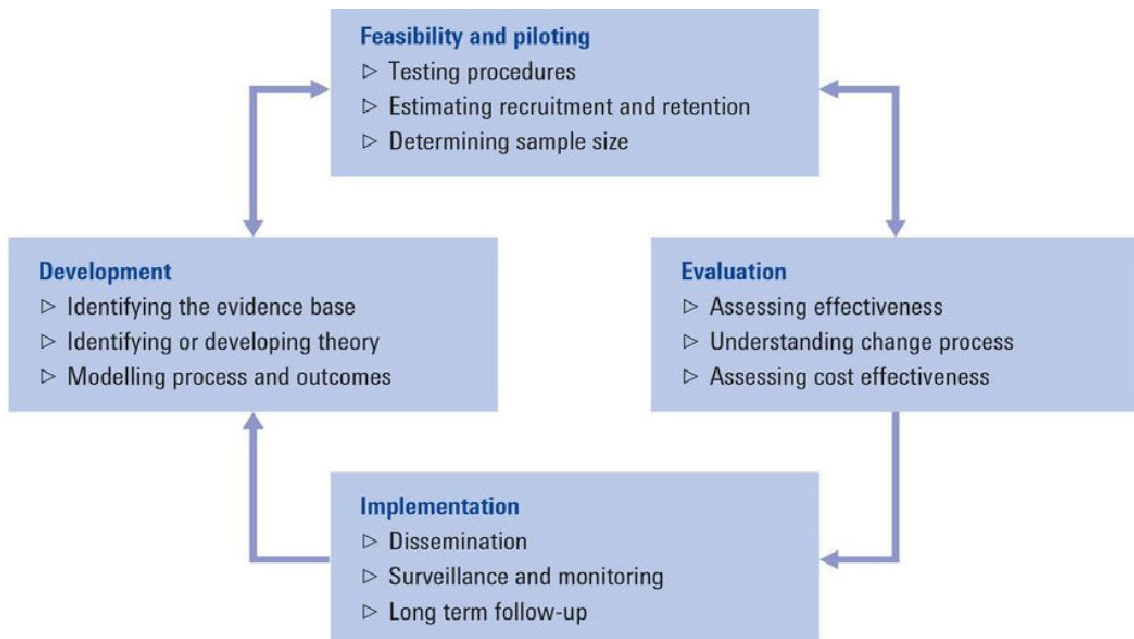 Feasibility and piloting
▷ Testing procedures
▷ Estimating recruitment and retention
▷ Determining sample size
Development
▷ Identifying the evidence base
▷ Identifying or developing theory
▷ Modelling process and outcomes
Evaluation
▷ Assessing effectiveness
▷ Understanding change process
▷ Assessing cost effectiveness
Implementation
▷ Dissemination
▷ Surveillance and monitoring
▷ Long term follow-up